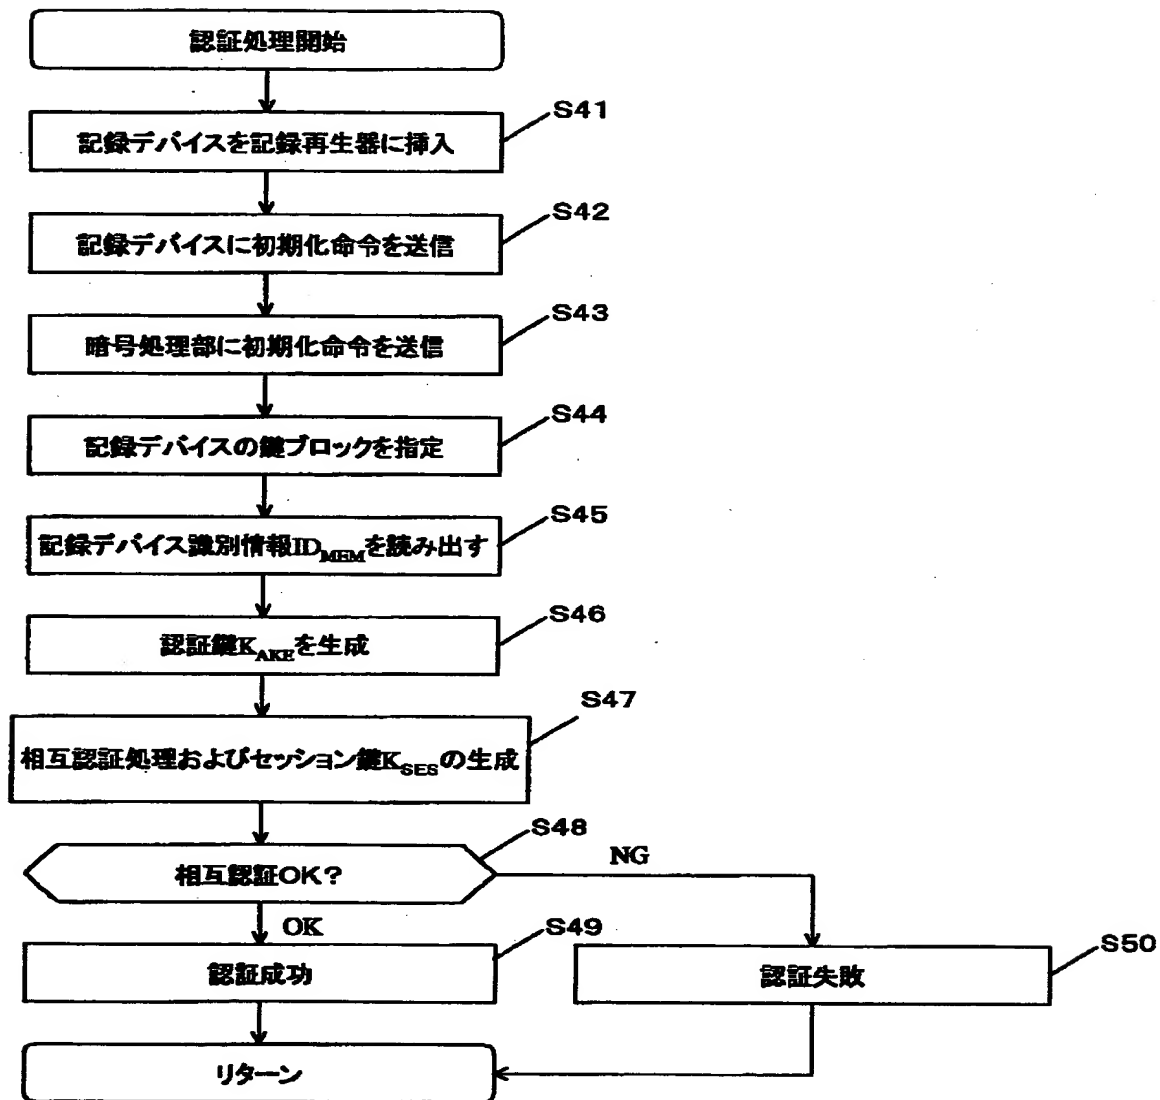 認証処理開始
S41
記録デバイスを記録再生器に挿入
S42
記録デバイスに初期化命令を送信
S43
暗号処理部に初期化命令を送信
S44
記録デバイスの鍵ブロックを指定
S45
記録デバイス識別情報ID_MEMを読み出す
S46
認証鍵K_AKEを生成
S47
相互認証処理およびセッション鍵K_SESの生成
S48
相互認証OK?
NG
OK
S49
認証成功
S50
認証失敗
リターン